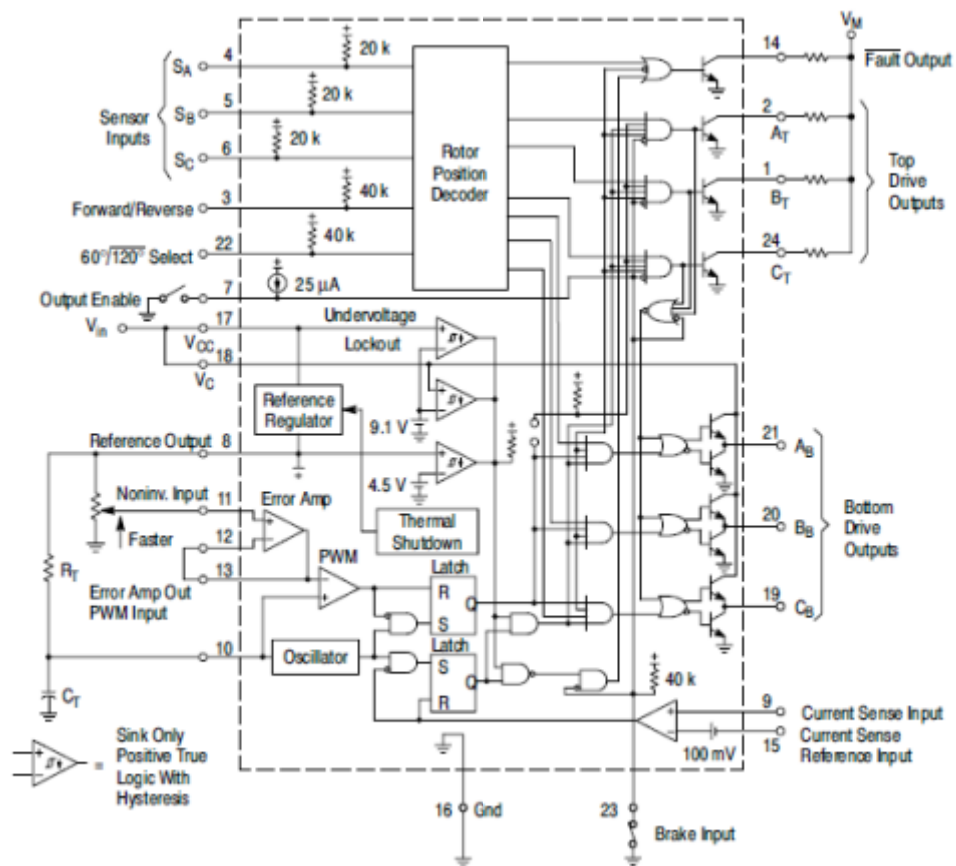 V_M
14
Fault Output
4
S_A
20 k
2
A_T
5
S_B
20 k
Sensor
Inputs
6
S_C
20 k
Rotor
Position
Decoder
1
B_T
Top
Drive
Outputs
3
Forward/Reverse
40 k
22
60°/120° Select
40 k
24
C_T
7
Output Enable
25 µA
V_in
17
V_CC
Undervoltage
Lockout
18
V_C
Reference
Regulator
9.1 V
Reference Output
8
4.5 V
21
A_B
Noninv. Input
11
Error Amp
Faster
12
Thermal
Shutdown
20
B_B
Bottom
Drive
Outputs
R_T
13
PWM
Error Amp Out
PWM Input
Latch
R
Q
S
19
C_B
10
Oscillator
Latch
S
Q
R
40 k
C_T
9
Current Sense Input
100 mV
15
Current Sense
Reference Input
=
Sink Only
Positive True
Logic With
Hysteresis
16
Gnd
23
Brake Input